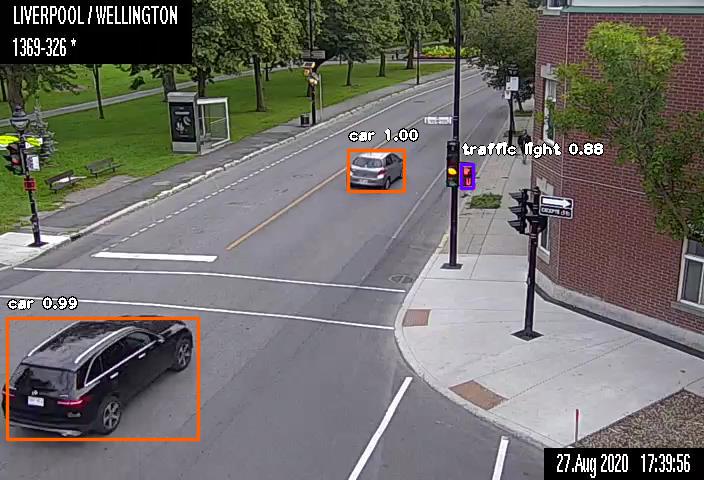 LIVERPOOL / WELLINGTON
1369-326 *
car 1.00
traffic light 0.88
car 0.99
27.Aug 2020 17:39:56